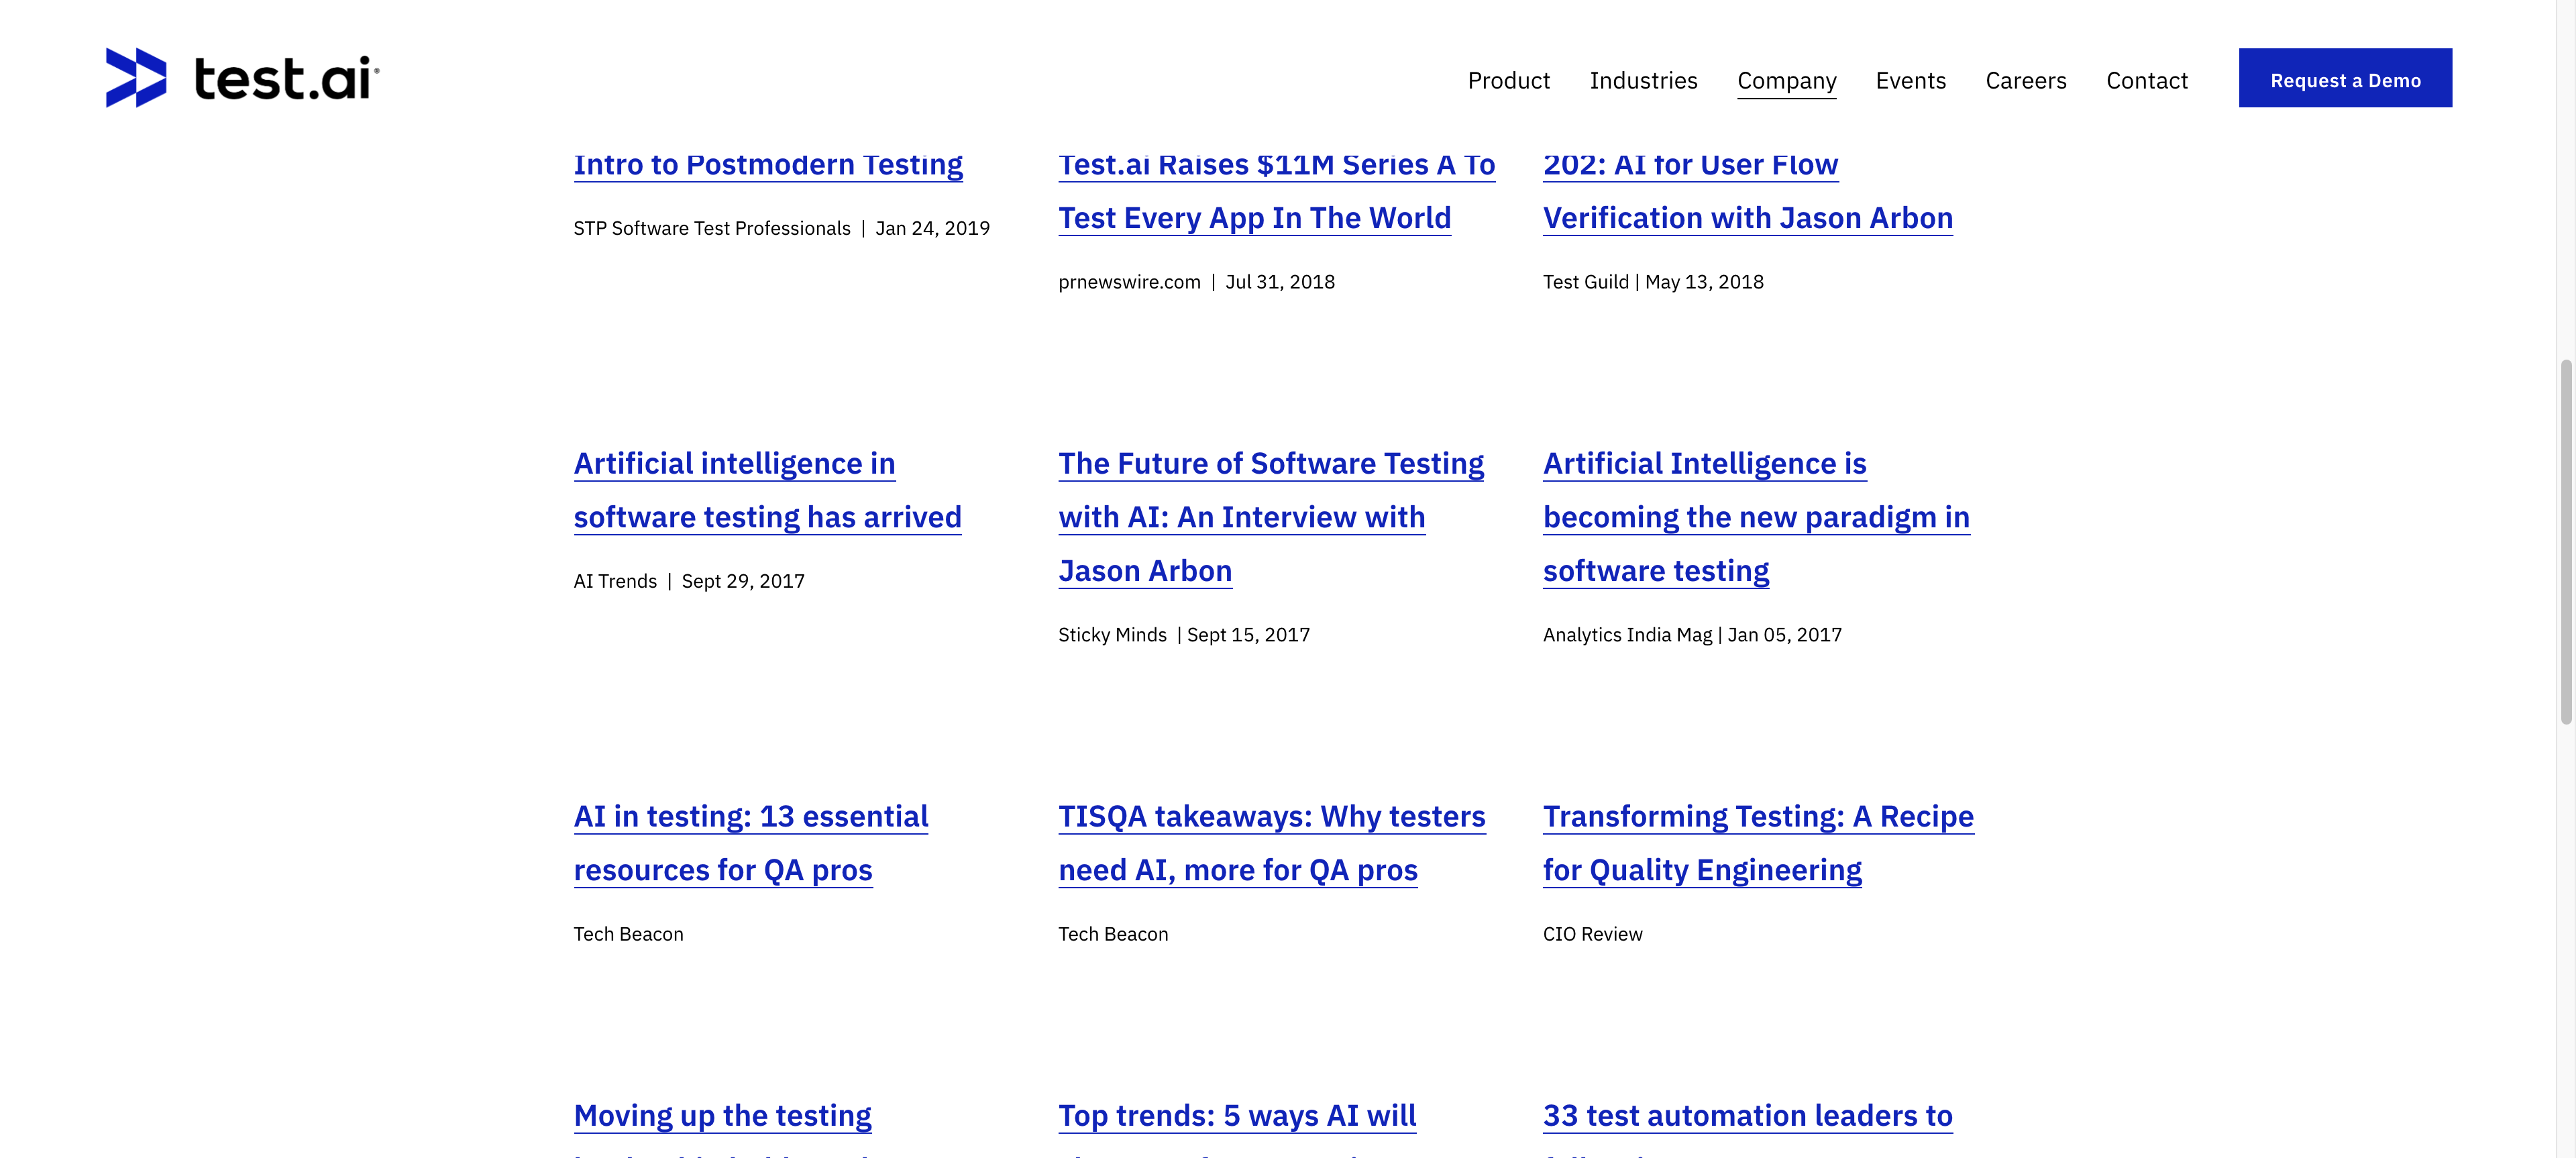 test.ai
Product Industries Company Events Careers Contact Request a Demo
Intro to Postmodern Testing
STP Software Test Professionals | Jan 24, 2019
Test.ai Raises $11M Series A To
Test Every App In The World
prnewswire.com | Jul 31, 2018
202: AI for User Flow
Verification with Jason Arbon
Test Guild | May 13, 2018
Artificial intelligence in
software testing has arrived
AI Trends | Sept 29, 2017
The Future of Software Testing
with AI: An Interview with
Jason Arbon
Sticky Minds | Sept 15, 2017
Artificial Intelligence is
becoming the new paradigm in
software testing
Analytics India Mag | Jan 05, 2017
AI in testing: 13 essential
resources for QA pros
Tech Beacon
TISQA takeaways: Why testers
need AI, more for QA pros
Tech Beacon
Transforming Testing: A Recipe
for Quality Engineering
CIO Review
Moving up the testing
Top trends: 5 ways AI will
33 test automation leaders to